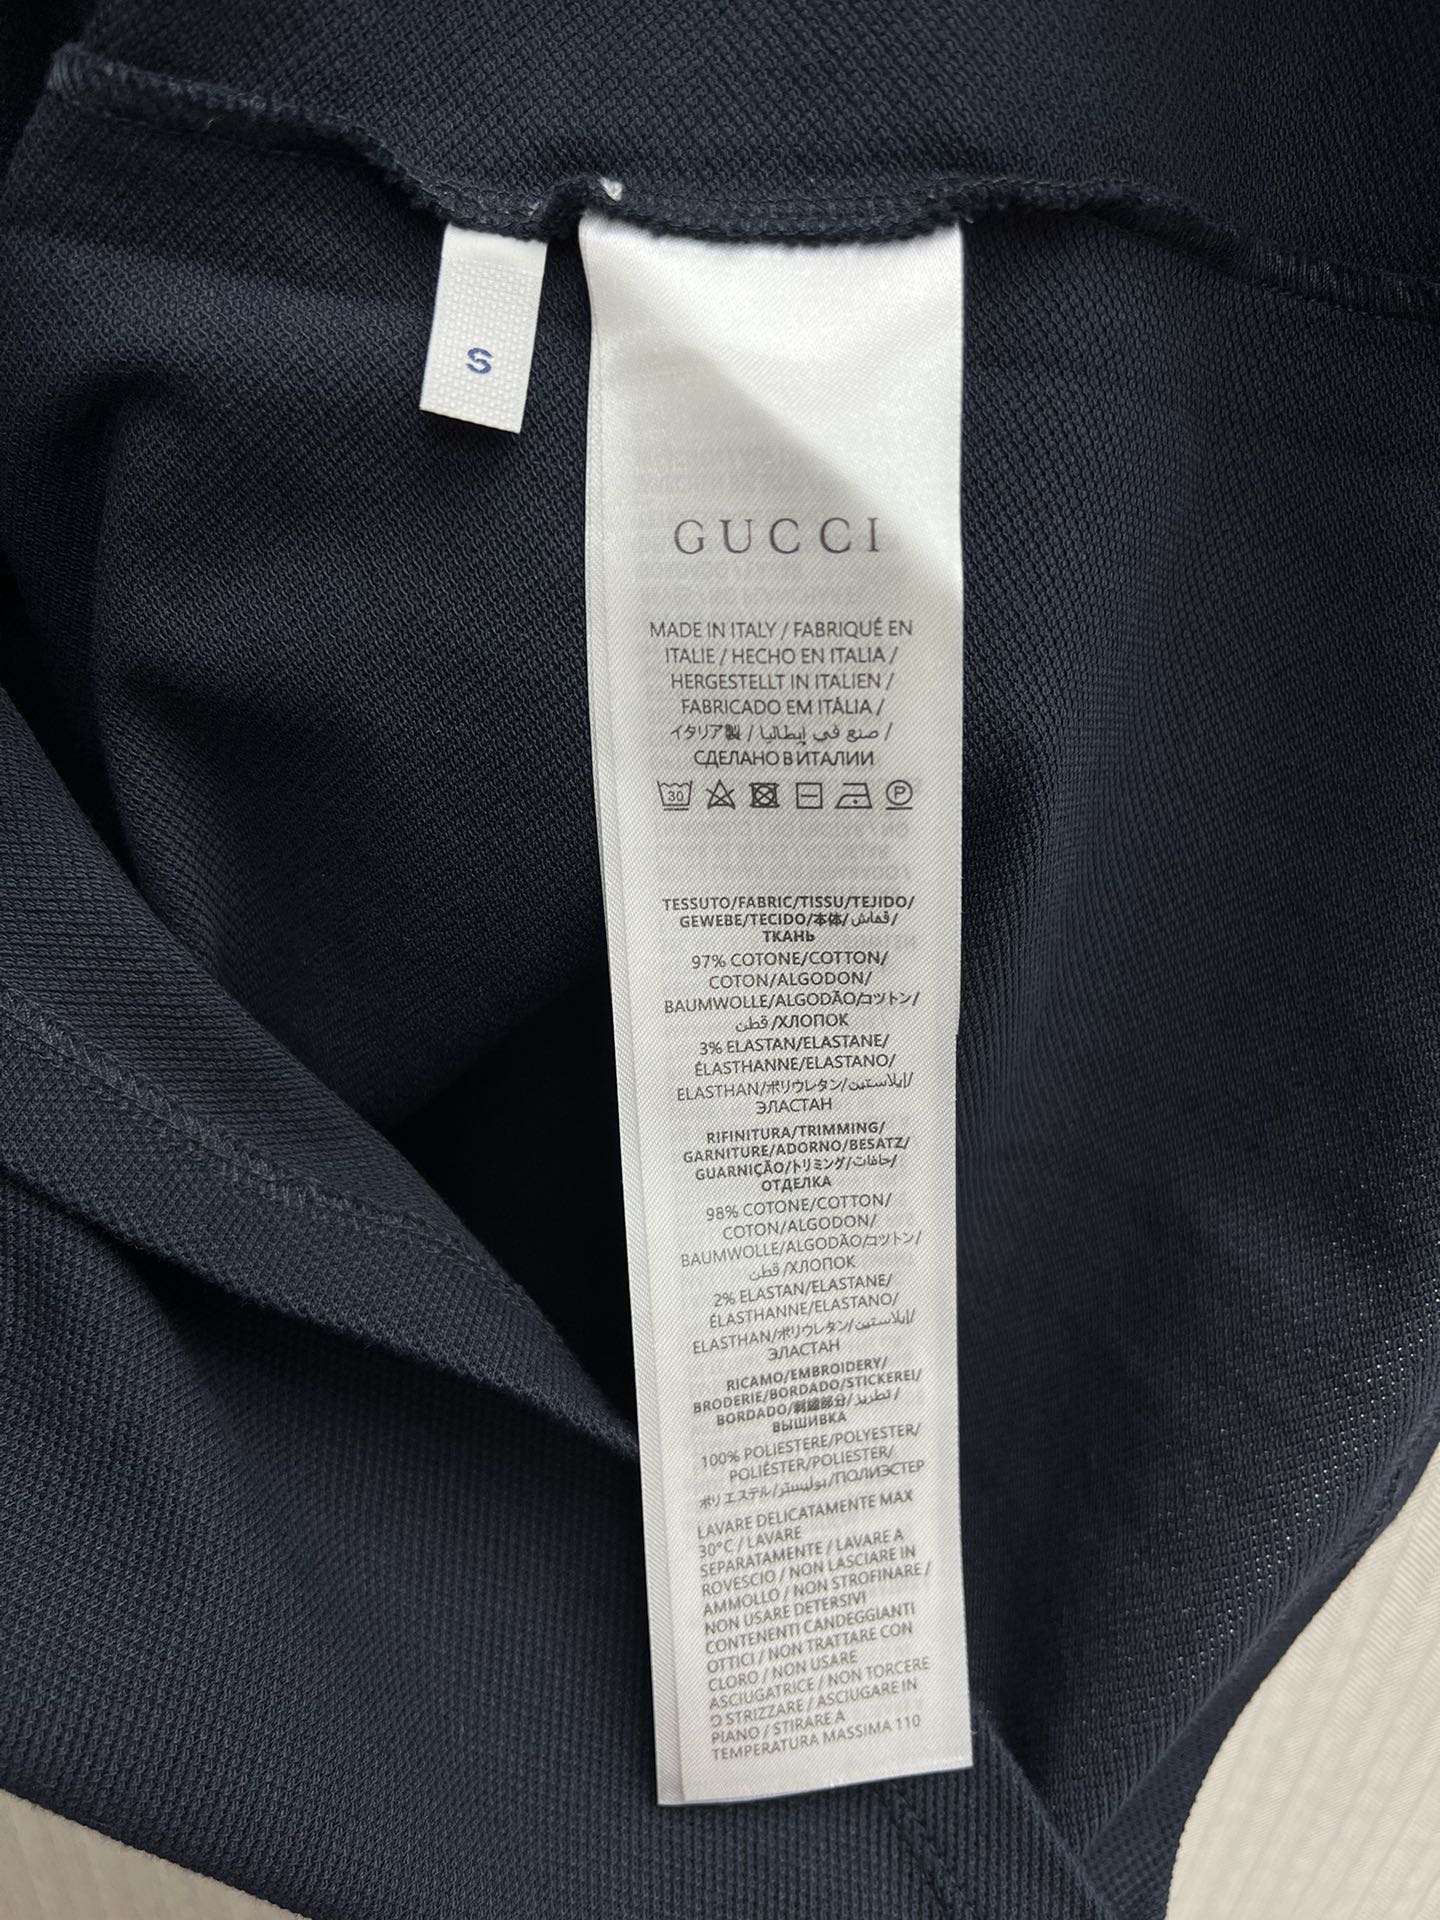 S
GUCCI
MADE IN ITALY / FABRIQUÉ EN
ITALIE / HECHO EN ITALIA /
HERGESTELLT IN ITALIEN /
FABRICADO EM ITÁLIA /
イタリア製 / صنع في إيطاليا /
СДЕЛАНО В ИТАЛИИ
30 P
TESSUTO/FABRIC/TISSU/TEJIDO/
GEWEBE/TECIDO/本体/قماش/
ТКАНЬ
97% COTONE/COTTON/
COTON/ALGODON/
BAUMWOLLE/ALGODÃO/コットン/
قطن/ХЛОПОК
3% ELASTAN/ELASTANE/
ÉLASTHANNE/ELASTANO/
ELASTHAN/ポリウレタン/إيلاستين/
ЭЛАСТАН
RIFINITURA/TRIMMING/
GARNITURE/ADORNO/BESATZ/
GUARNIÇÃO/トリミング/حافات/
ОТДЕЛКА
98% COTONE/COTTON/
COTON/ALGODON/
BAUMWOLLE/ALGODÃO/コットン/
قطن/ХЛОПОК
2% ELASTAN/ELASTANE/
ÉLASTHANNE/ELASTANO/
ELASTHAN/ポリウレタン/إيلاستين/
ЭЛАСТАН
RICAMO/EMBROIDERY/
BRODERIE/BORDADO/STICKEREI/
BORDADO/刺繍部分/تطريز/
ВЫШИВКА
100% POLIESTERE/POLYESTER/
POLIÉSTER/POLIESTER/
ポリエステル/بوليستر/ПОЛИЭСТЕР
LAVARE DELICATAMENTE MAX
30°C / LAVARE
SEPARATAMENTE / LAVARE A
ROVESCIO / NON LASCIARE IN
AMMOLLO / NON STROFINARE /
NON USARE DETERSIVI
CONTENENTI CANDEGGIANTI
OTTICI / NON TRATTARE CON
CLORO / NON USARE
ASCIUGATRICE / NON TORCERE
O STRIZZARE / ASCIUGARE IN
PIANO / STIRARE A
TEMPERATURA MASSIMA 110